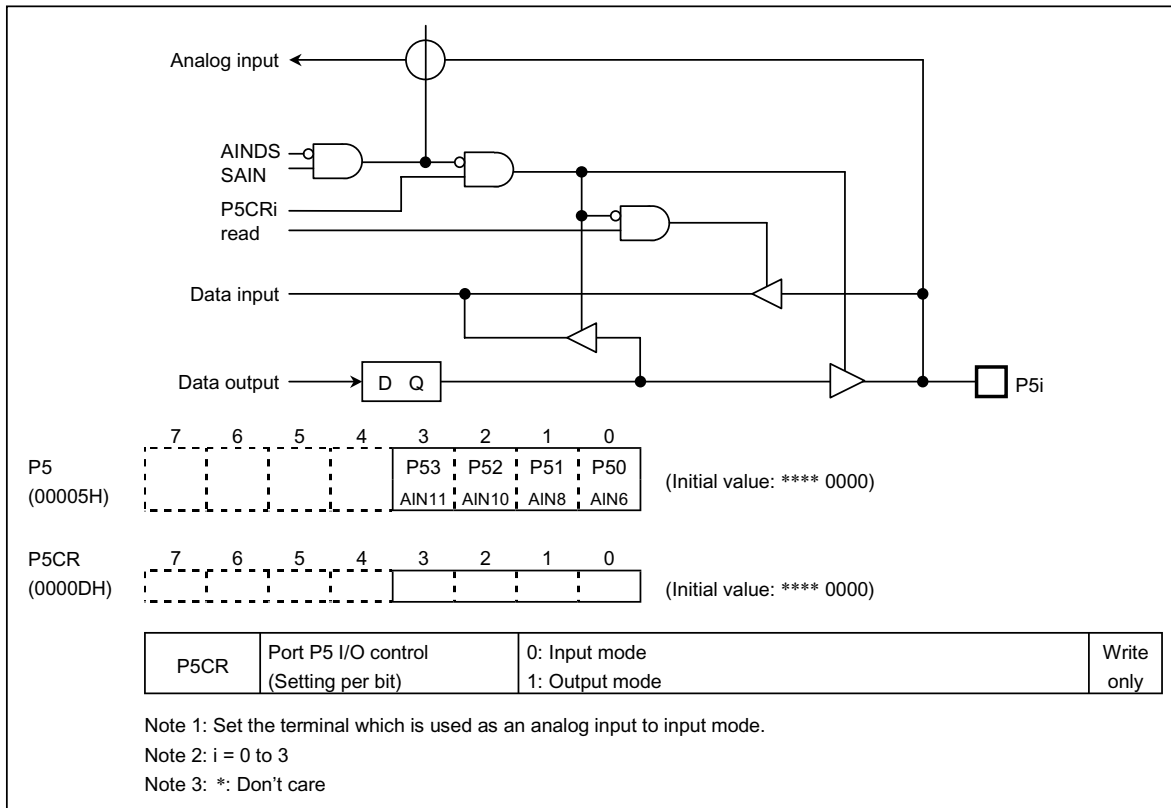 Analog input
AINDS
SAIN
P5CRi
read
Data input
Data output
D Q
P5i
7 6 5 4 3 2 1 0
P5
(00005H)
P53 P52 P51 P50
AIN11 AIN10 AIN8 AIN6
(Initial value: **** 0000)
P5CR
(0000DH)
7 6 5 4 3 2 1 0
(Initial value: **** 0000)
P5CR
Port P5 I/O control
(Setting per bit)
0: Input mode
1: Output mode
Write
only
Note 1: Set the terminal which is used as an analog input to input mode.
Note 2: i = 0 to 3
Note 3: *: Don't care